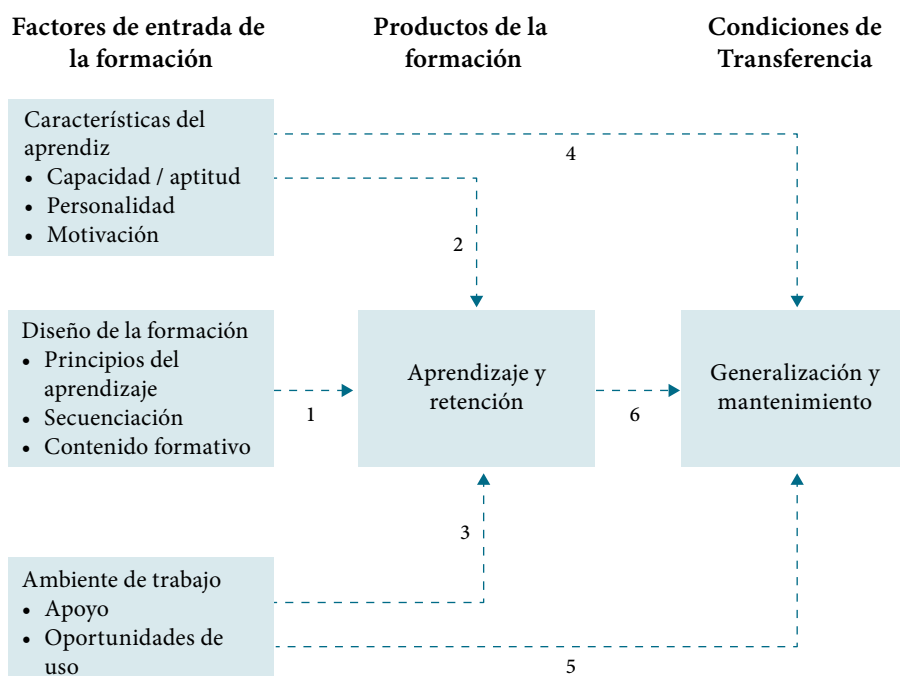 Factores de entrada de
la formación
Productos de la
formación
Condiciones de
Transferencia
Características del
aprendiz
• Capacidad / aptitud
• Personalidad
• Motivación
4
2
Diseño de la formación
• Principios del
aprendizaje
• Secuenciación
• Contenido formativo
1
Aprendizaje y
retención
6
Generalización y
mantenimiento
3
Ambiente de trabajo
• Apoyo
• Oportunidades de
uso
5